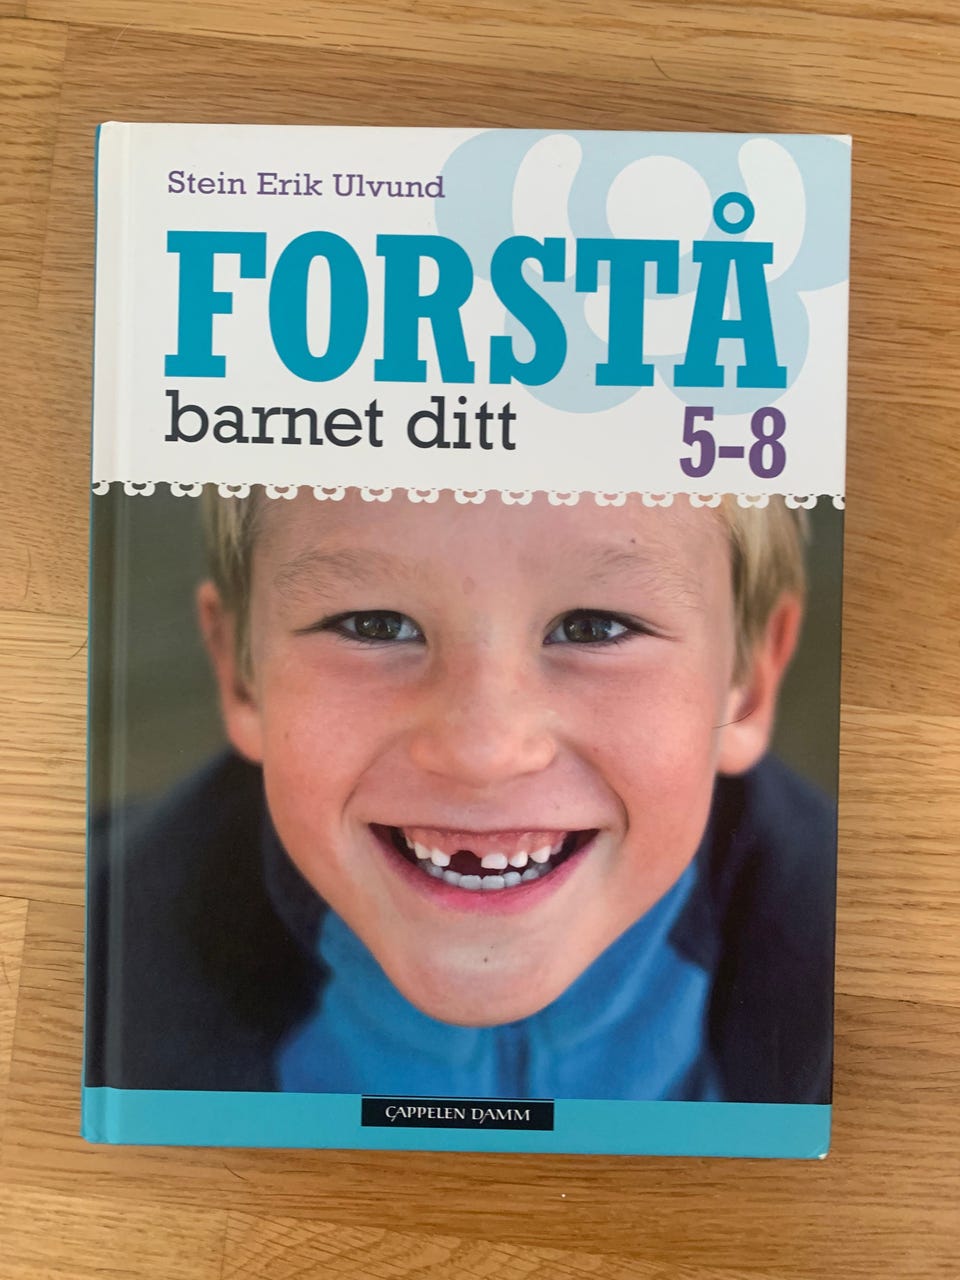 Stein Erik Ulvund
FORSTÅ
barnet ditt
5-8
CAPPELEN DAMM